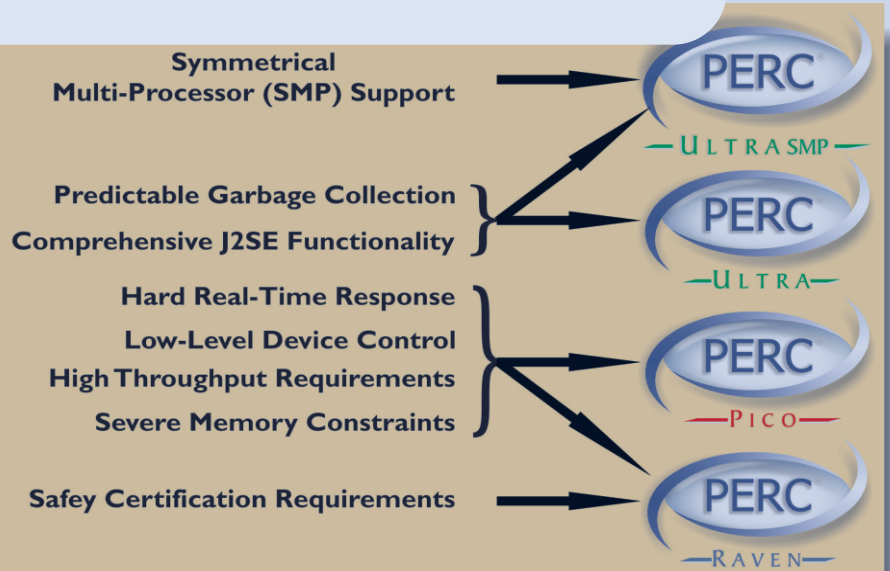 Symmetrical
Multi-Processor (SMP) Support
PERC
ULTRA SMP
Predictable Garbage Collection
Comprehensive J2SE Functionality
PERC
ULTRA
Hard Real-Time Response
Low-Level Device Control
High Throughput Requirements
Severe Memory Constraints
PERC
PICO
Safey Certification Requirements
PERC
RAVEN